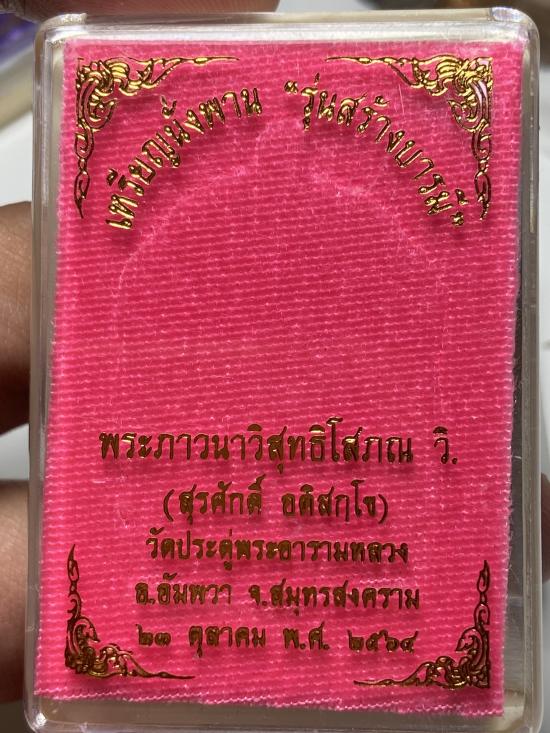 เหรียญนั่งพาน "รุ่นสร้างบารมี"
พระภาวนาวิสุทธิโสภณ วิ.
(สุรศักดิ์ อติสกฺโข)
วัดประดู่พระอารามหลวง
อ.อัมพวา จ.สมุทรสงคราม
๒๓ ตุลาคม พ.ศ. ๒๕๖๔